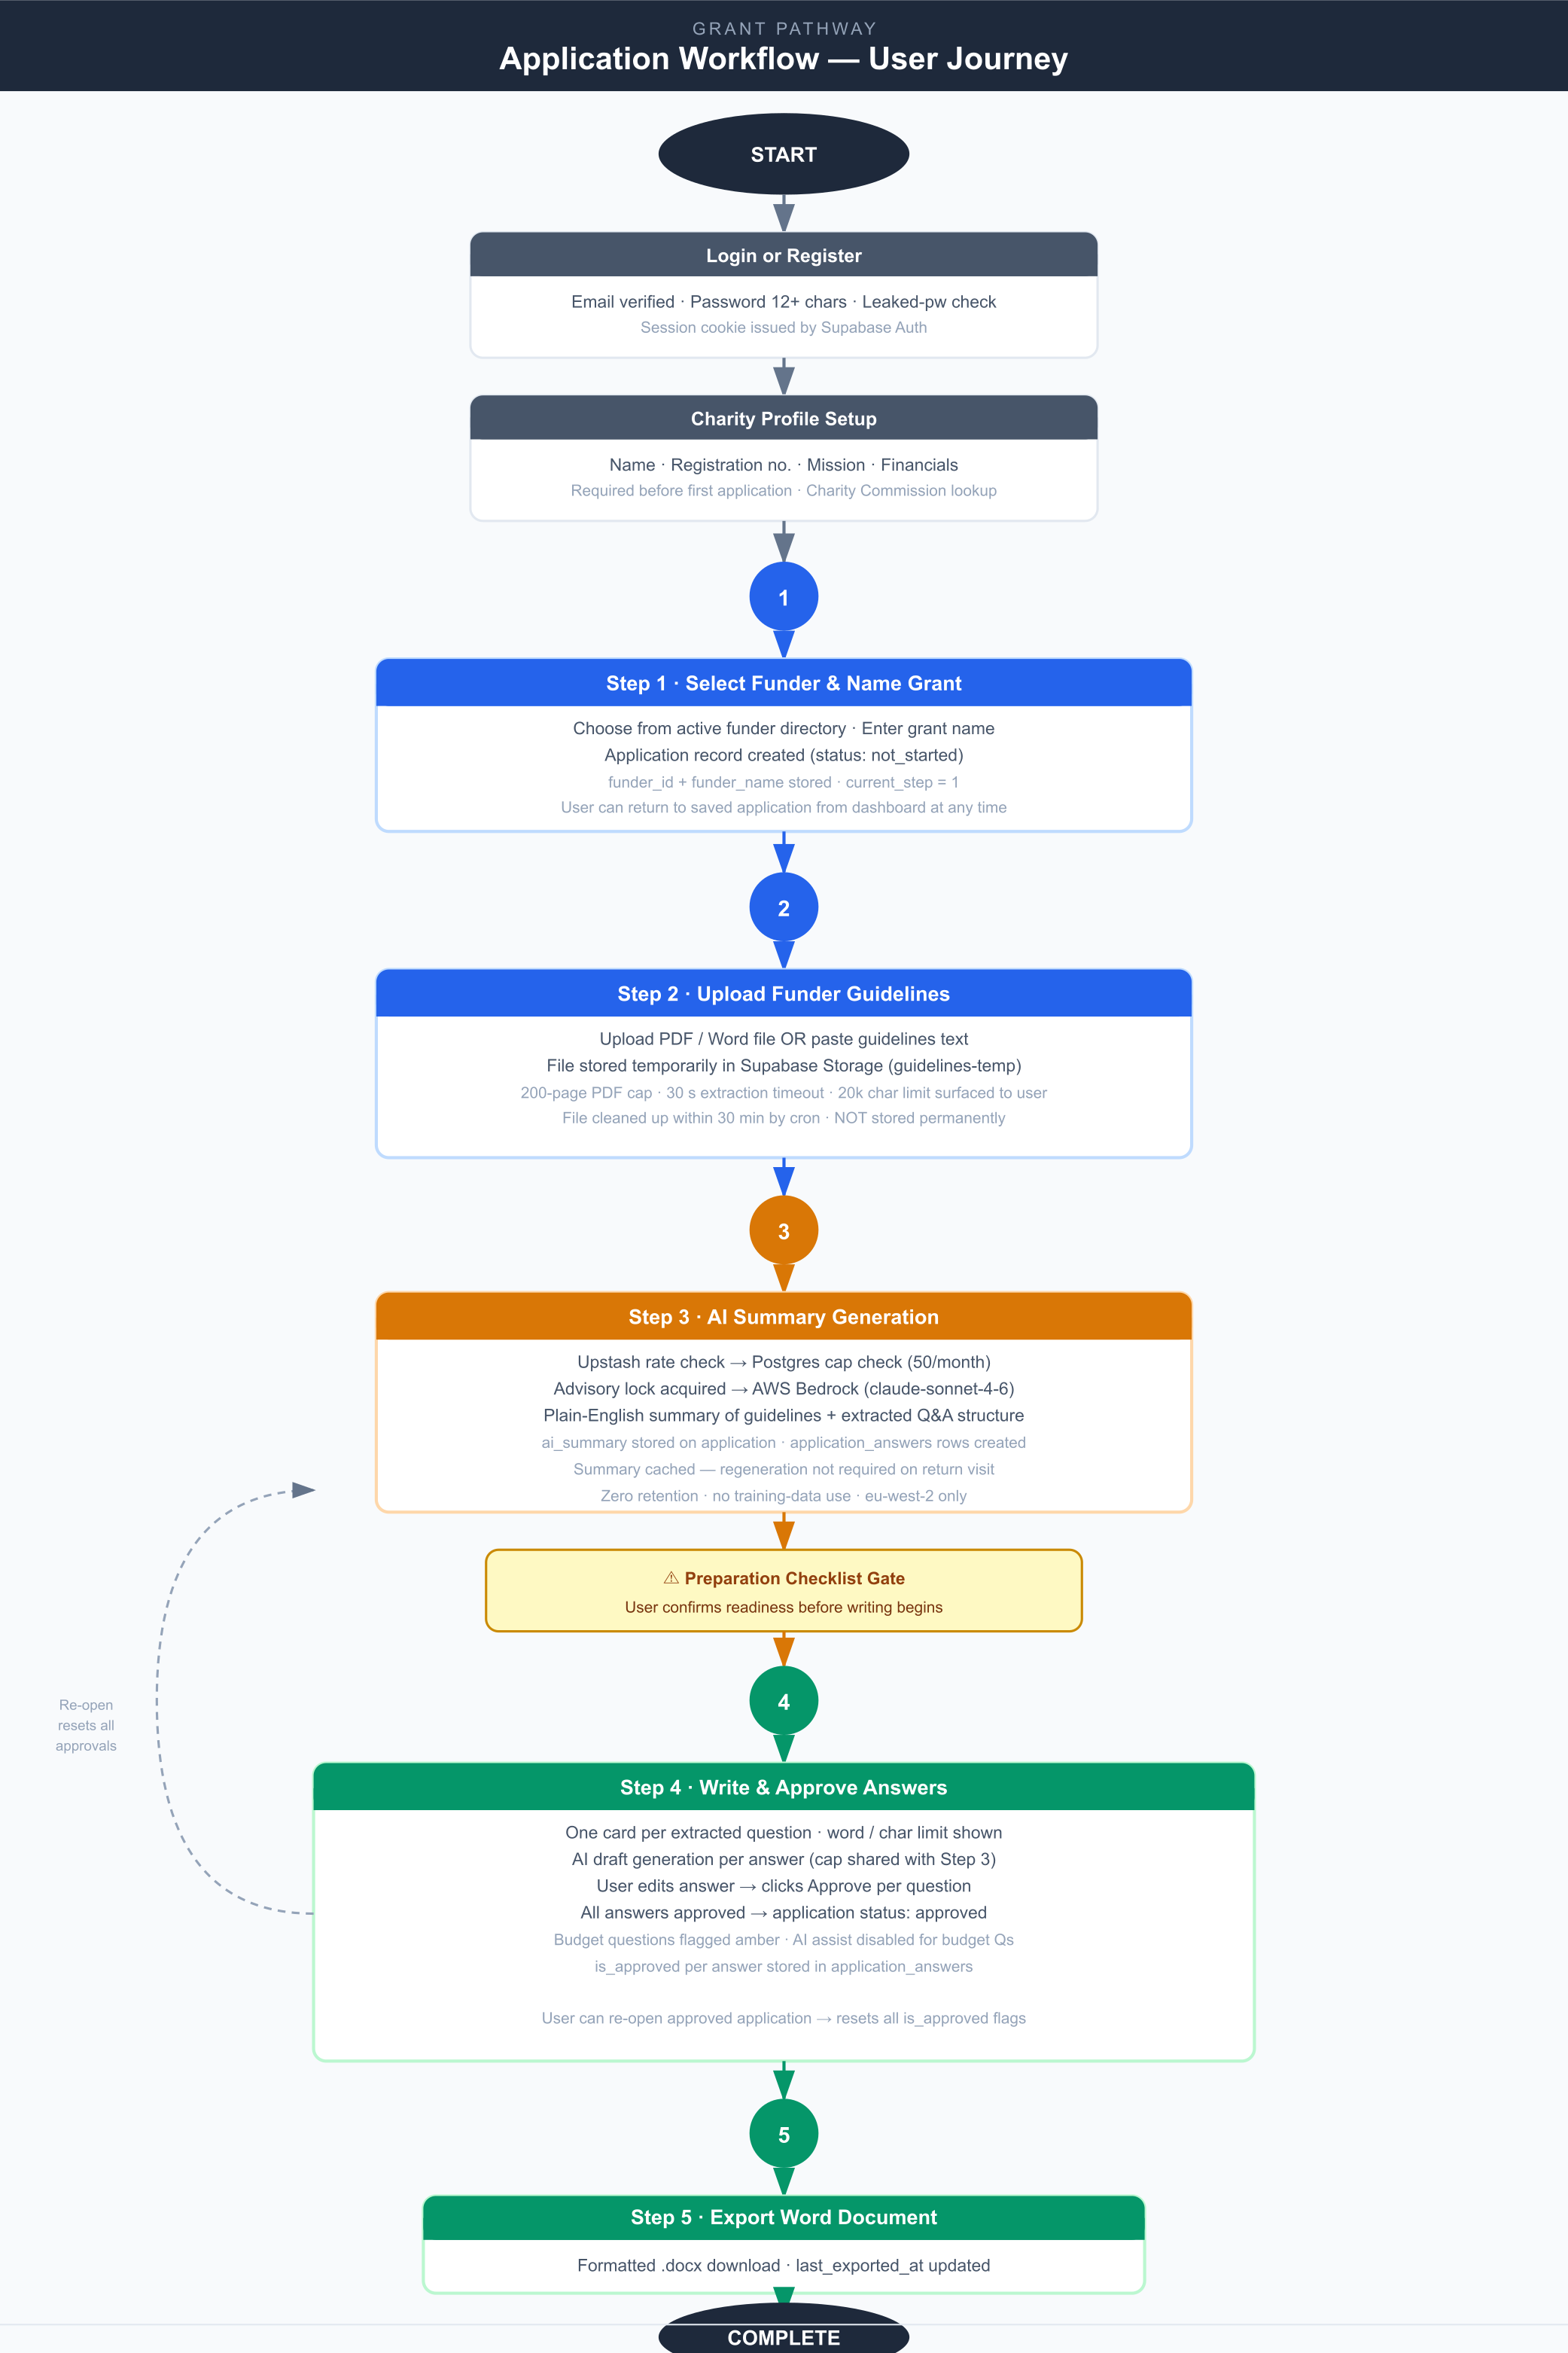 GRANT PATHWAY
Application Workflow — User Journey
START
Login or Register
Email verified · Password 12+ chars · Leaked-pw check
Session cookie issued by Supabase Auth
Charity Profile Setup
Name · Registration no. · Mission · Financials
Required before first application · Charity Commission lookup
1
Step 1 · Select Funder & Name Grant
Choose from active funder directory · Enter grant name
Application record created (status: not_started)
funder_id + funder_name stored · current_step = 1
User can return to saved application from dashboard at any time
2
Step 2 · Upload Funder Guidelines
Upload PDF / Word file OR paste guidelines text
File stored temporarily in Supabase Storage (guidelines-temp)
200-page PDF cap · 30 s extraction timeout · 20k char limit surfaced to user
File cleaned up within 30 min by cron · NOT stored permanently
3
Step 3 · AI Summary Generation
Upstash rate check → Postgres cap check (50/month)
Advisory lock acquired → AWS Bedrock (claude-sonnet-4-6)
Plain-English summary of guidelines + extracted Q&A structure
ai_summary stored on application · application_answers rows created
Summary cached — regeneration not required on return visit
Zero retention · no training-data use · eu-west-2 only
⚠ Preparation Checklist Gate
User confirms readiness before writing begins
4
Re-open
resets all
approvals
Step 4 · Write & Approve Answers
One card per extracted question · word / char limit shown
AI draft generation per answer (cap shared with Step 3)
User edits answer → clicks Approve per question
All answers approved → application status: approved
Budget questions flagged amber · AI assist disabled for budget Qs
is_approved per answer stored in application_answers
User can re-open approved application → resets all is_approved flags
5
Step 5 · Export Word Document
Formatted .docx download · last_exported_at updated
COMPLETE